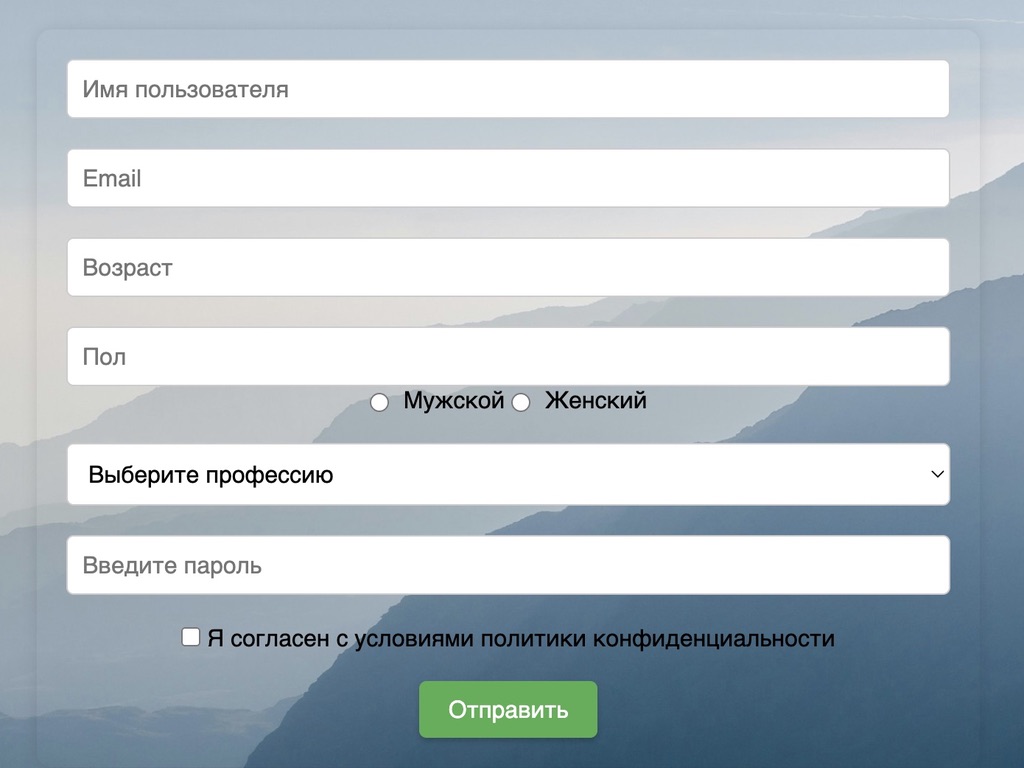 Имя пользователя
Email
Возраст
Пол
Мужской Женский
Выберите профессию
Введите пароль
Я согласен с условиями политики конфиденциальности
Отправить